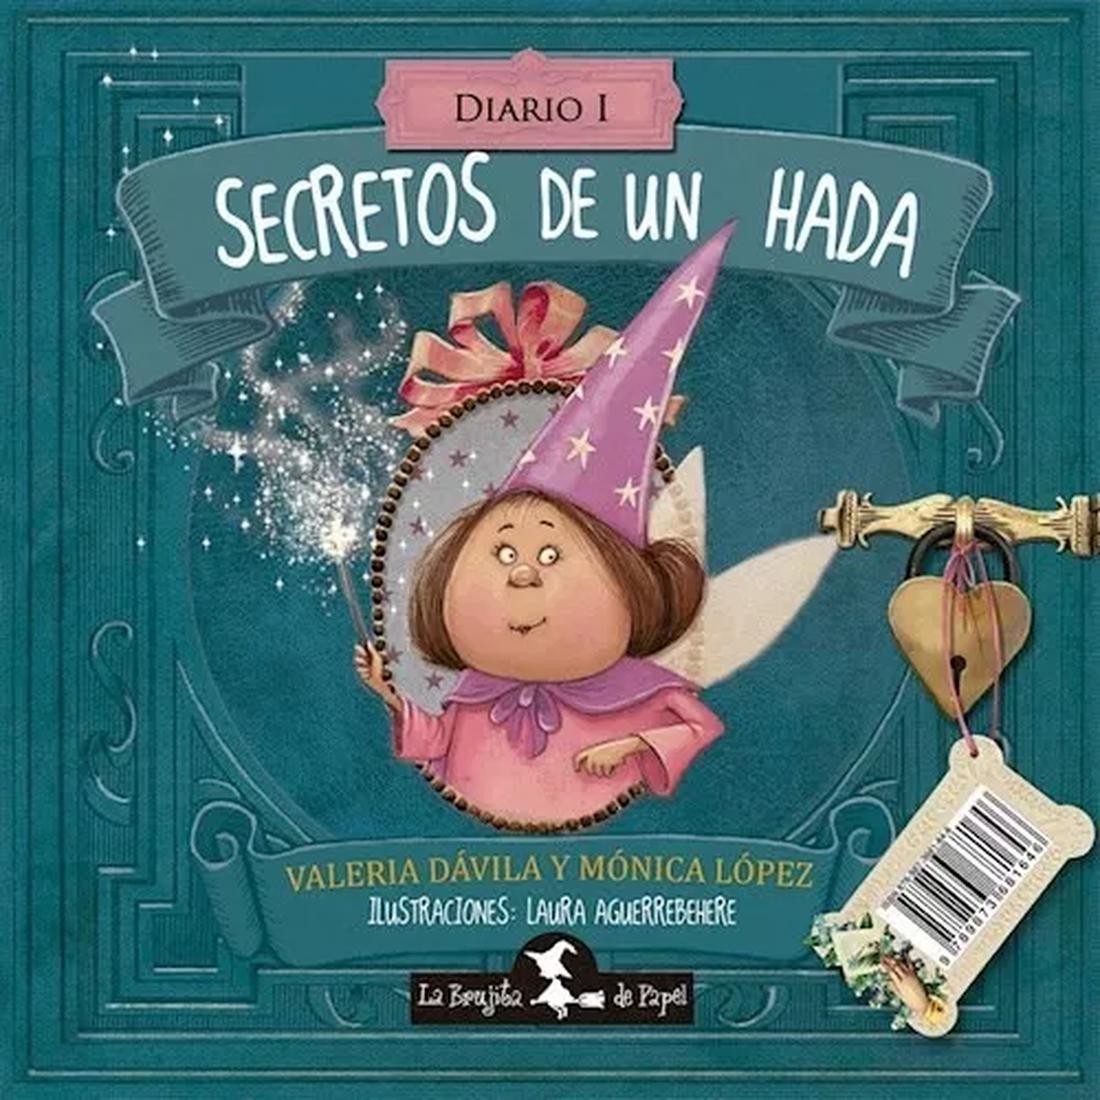 DIARIO I
SECRETOS DE UN HADA
VALERIA DÁVILA Y MÓNICA LÓPEZ
ILUSTRACIONES: LAURA AGUERREBEHERE
La Brujita de Papel